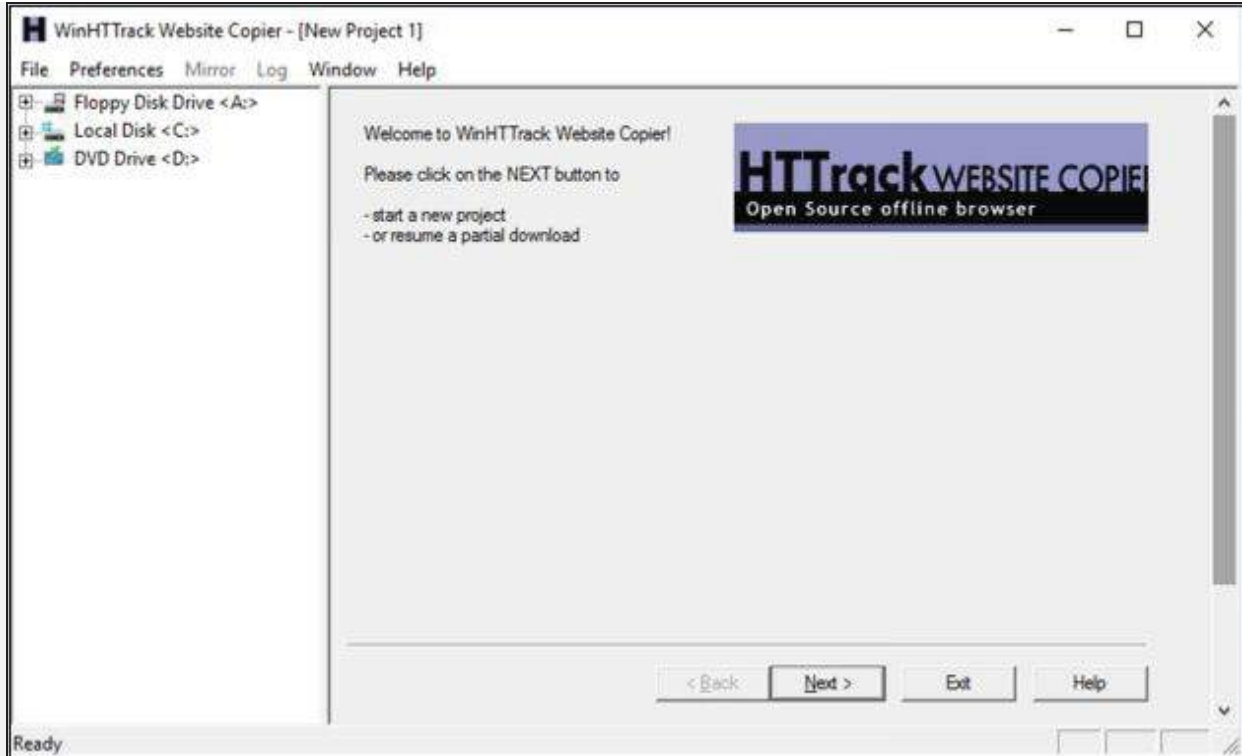 WinHTTrack Website Copier - [New Project 1]
File Preferences Mirror Log Window Help
Floppy Disk Drive <A:>
Local Disk <C:>
DVD Drive <D:>
Welcome to WinHTTrack Website Copier!
Please click on the NEXT button to
- start a new project
- or resume a partial download
HTTrack WEBSITE COPIER
Open Source offline browser
< Back Next > Exit Help
Ready